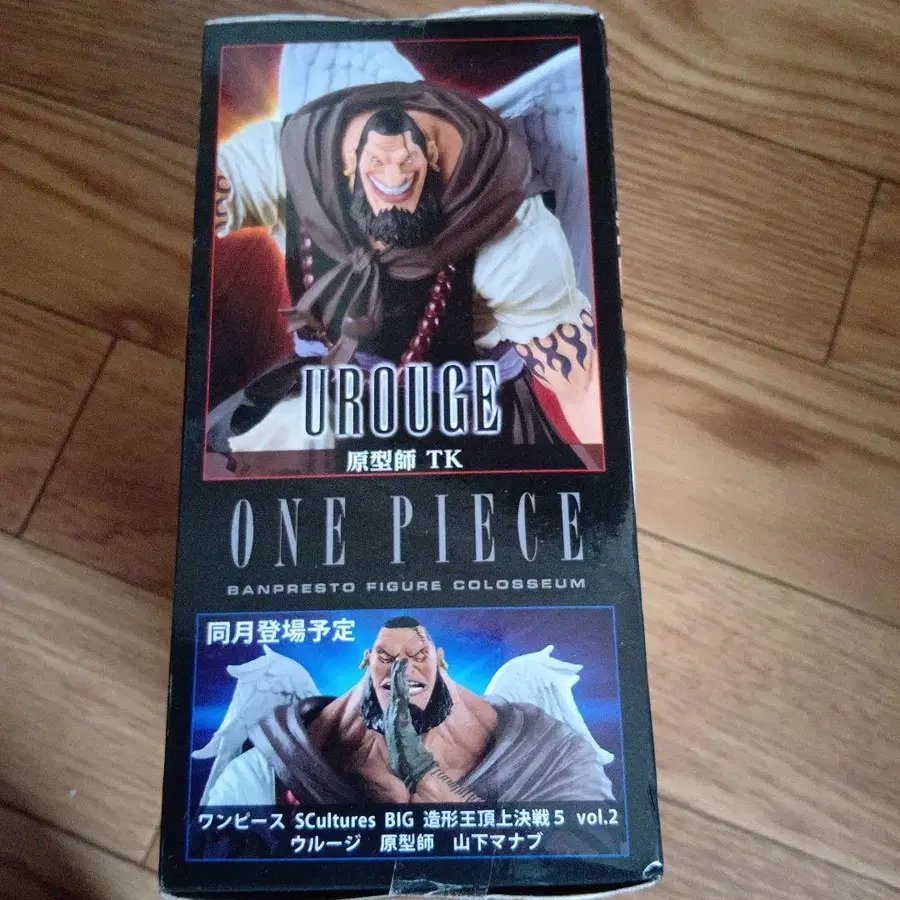 UROUGE
原型師 TK
ONE PIECE
BANPRESTO FIGURE COLOSSEUM
同月登場予定
ワンピース SCultures BIG 造形王頂上決戦5 vol.2
ウルージ 原型師 山下マナブ